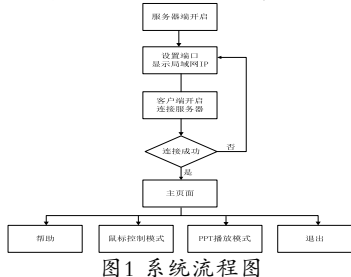 服务器端开启
设置端口
显示局域网IP
客户端开启
连接服务器
连接成功
否
是
主页面
帮助
鼠标控制模式
PPT播放模式
退出
图1 系统流程图